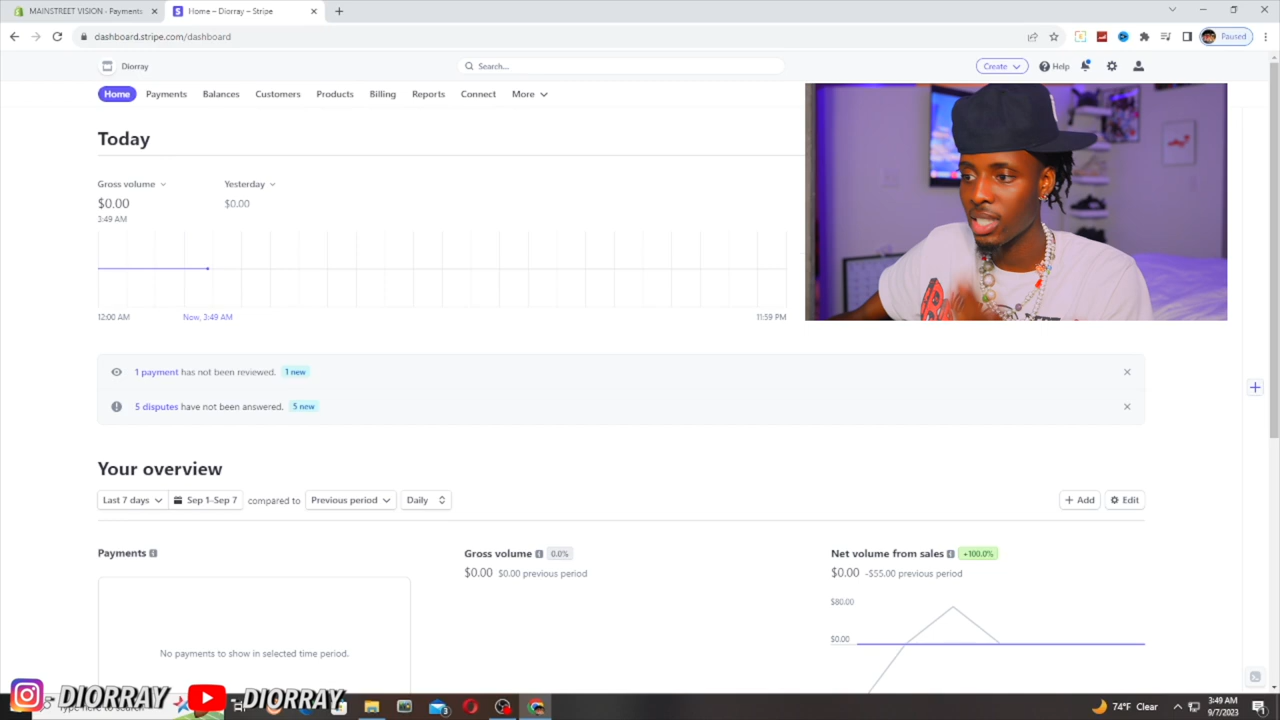 MAINSTREET VISION - Payments
Home – Diorray – Stripe
dashboard.stripe.com/dashboard
Paused
Diorray
Search...
Create
Help
Home
Payments
Balances
Customers
Products
Billing
Reports
Connect
More
Today
Gross volume
Yesterday
$0.00
$0.00
3:49 AM
12:00 AM
Now, 3:49 AM
11:59 PM
1 payment has not been reviewed. 1 new
5 disputes have not been answered. 5 new
Your overview
Last 7 days
Sep 1–Sep 7
compared to
Previous period
Daily
Add
Edit
Payments
Gross volume 0.0%
Net volume from sales +100.0%
$0.00 $0.00 previous period
$0.00 -$55.00 previous period
$80.00
$0.00
No payments to show in selected time period.
DIORRAY
DIORRAY
Type here to search
74°F Clear
3:49 AM
9/7/2023